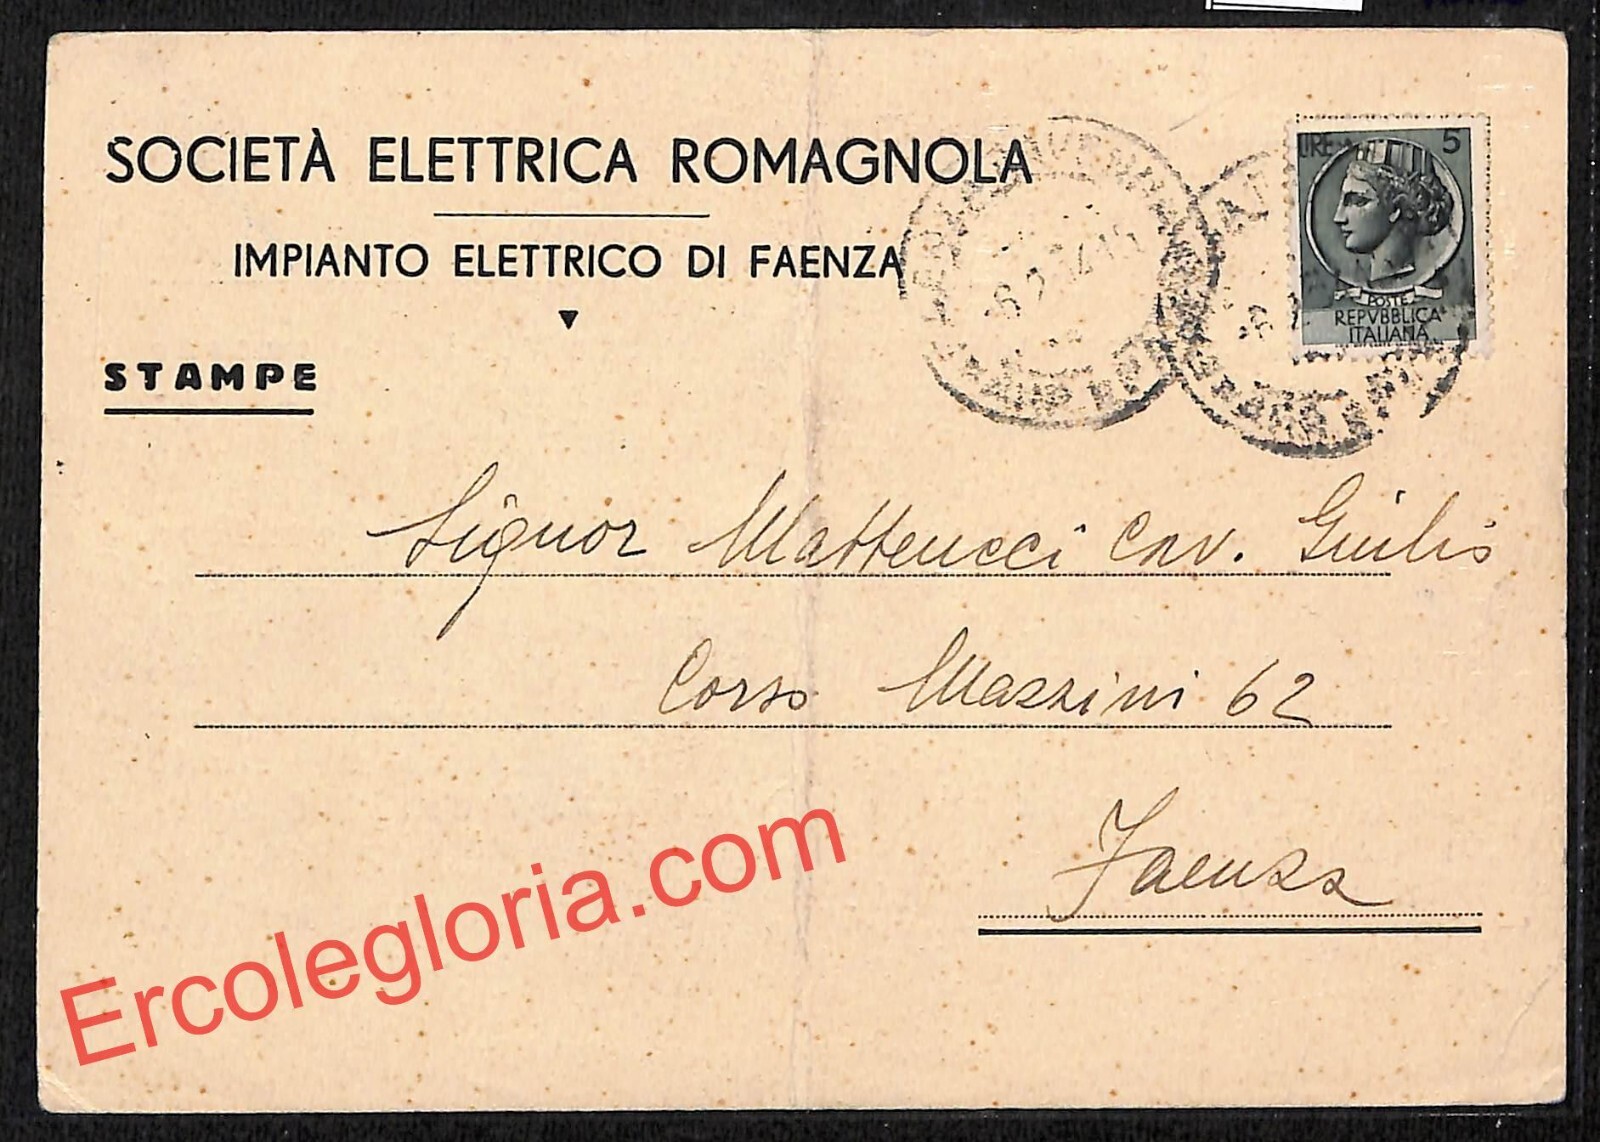 SOCIETÀ ELETTRICA ROMAGNOLA
IMPIANTO ELETTRICO DI FAENZA
STAMPE
LIRE 5
POSTE
REPVBBLICA
ITALIANA
Signor Matteucci Cav. Giulio
Corso Mazzini 62
Faenza
Ercolegloria.com